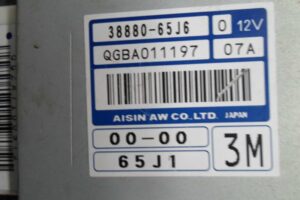 38880-65J6 0 12V
QGBA011197 07A
AISIN AW CO., LTD. JAPAN
00-00
65J1 3M